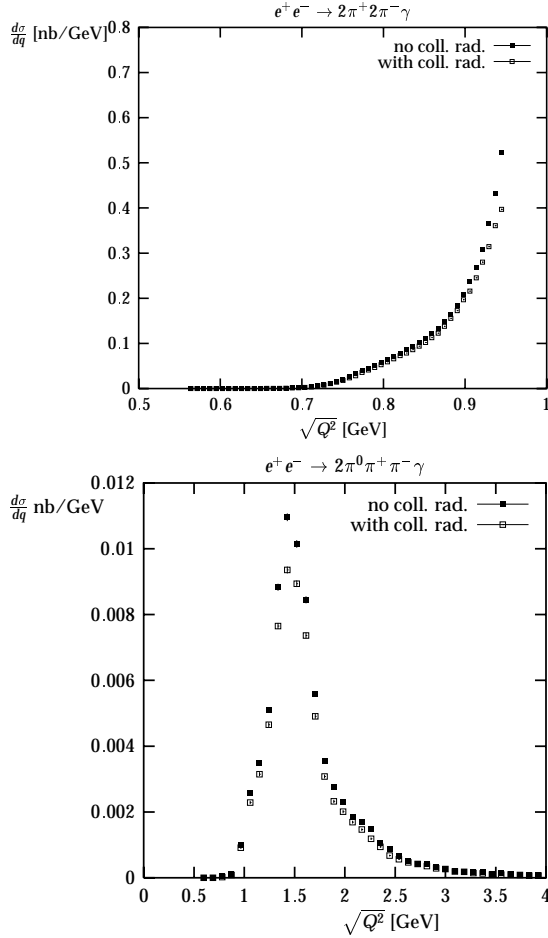 e⁺e⁻ → 2π⁺2π⁻γ
dσ/dq [nb/GeV]
no coll. rad.
with coll. rad.
0.8
0.7
0.6
0.5
0.4
0.3
0.2
0.1
0
0.5 0.6 0.7 0.8 0.9 1
√Q² [GeV]
e⁺e⁻ → 2π⁰π⁺π⁻γ
dσ/dq nb/GeV
no coll. rad.
with coll. rad.
0.012
0.01
0.008
0.006
0.004
0.002
0
0 0.5 1 1.5 2 2.5 3 3.5 4
√Q² [GeV]